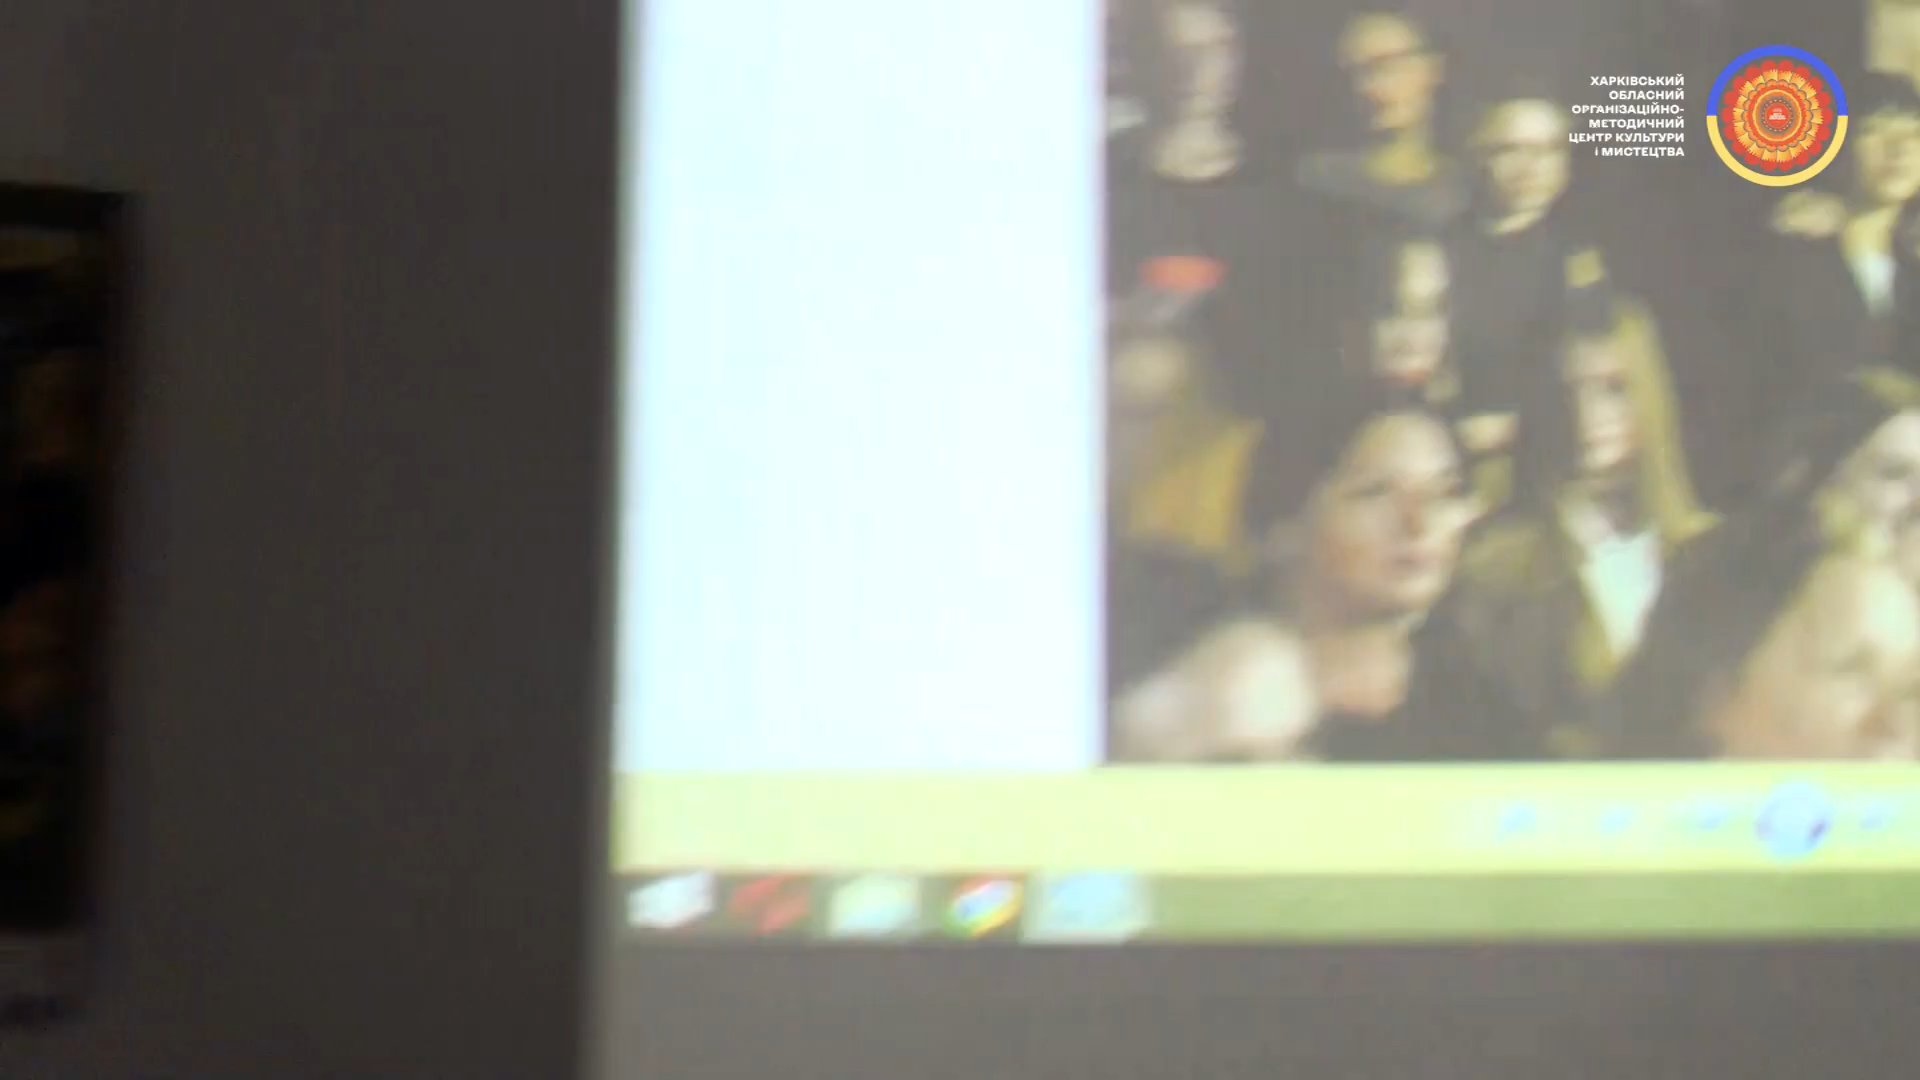 ХАРКІВСЬКИЙ
ОБЛАСНИЙ
ОРГАНІЗАЦІЙНО-
МЕТОДИЧНИЙ
ЦЕНТР КУЛЬТУРИ
І МИСТЕЦТВА